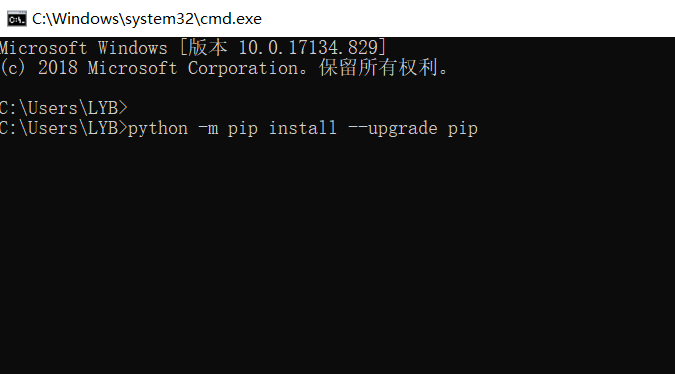 C:\Windows\system32\cmd.exe
Microsoft Windows [版本 10.0.17134.829]
(c) 2018 Microsoft Corporation。保留所有权利。
C:\Users\LYB>
C:\Users\LYB>python -m pip install --upgrade pip